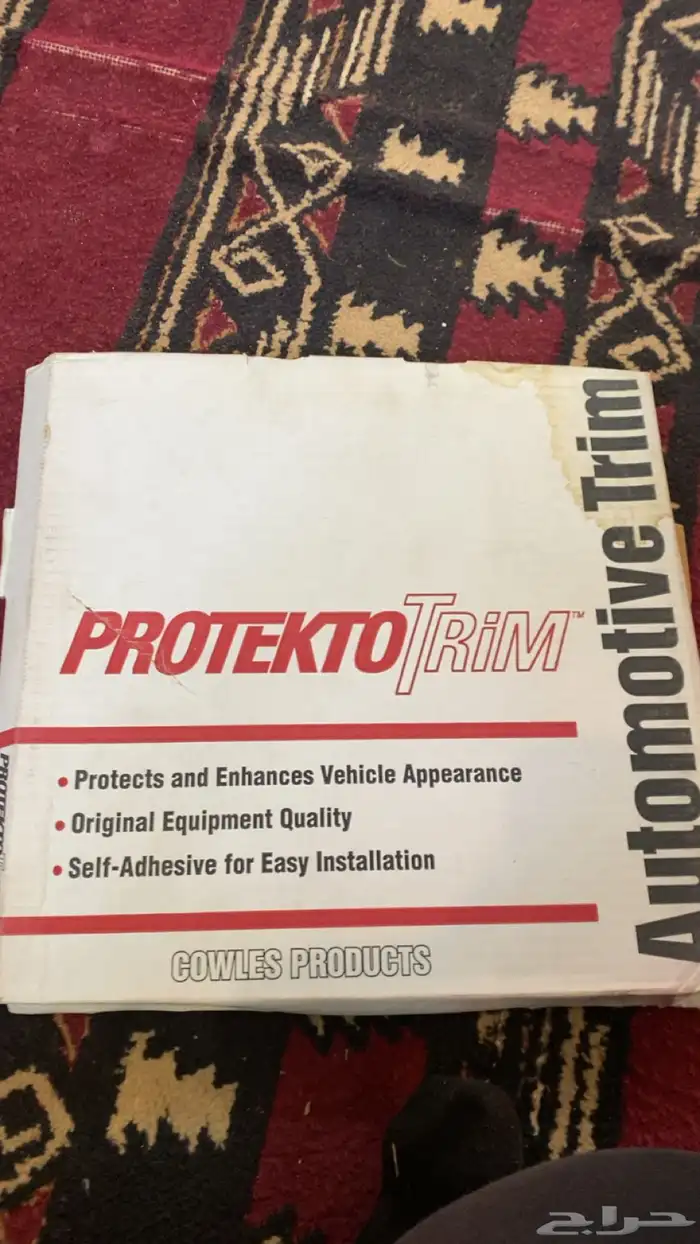 PROTEKTOTRiM™
• Protects and Enhances Vehicle Appearance
• Original Equipment Quality
• Self-Adhesive for Easy Installation
COWLES PRODUCTS
Automotive Trim
PROTEKTO
حراج